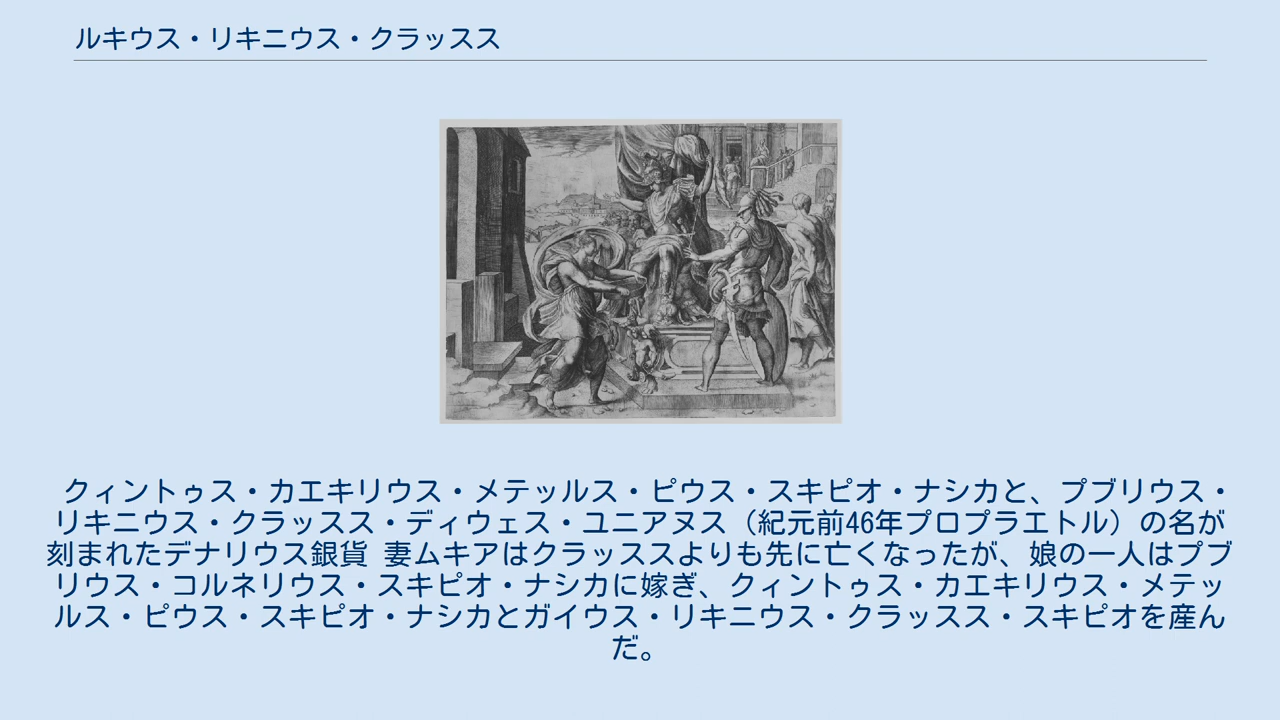 ルキウス・リキニウス・クラッスス
クィントゥス・カエキリウス・メテッルス・ピウス・スキピオ・ナシカと、プブリウス・
リキニウス・クラッスス・ディウェス・ユニアヌス（紀元前46年プロプラエトル）の名が
刻まれたデナリウス銀貨 妻ムキアはクラッススよりも先に亡くなったが、娘の一人はプブ
リウス・コルネリウス・スキピオ・ナシカに嫁ぎ、クィントゥス・カエキリウス・メテッ
ルス・ピウス・スキピオ・ナシカとガイウス・リキニウス・クラッスス・スキピオを産ん
だ。